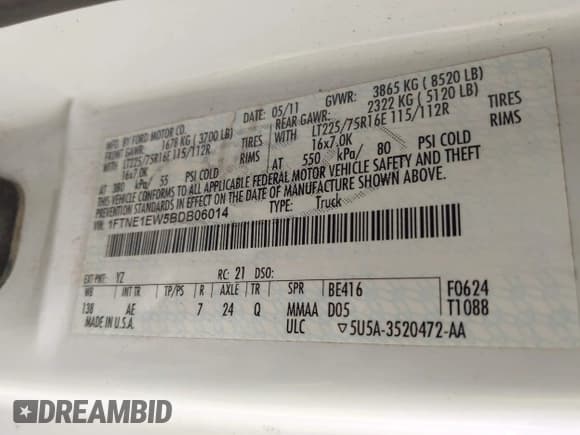 MFD. BY FORD MOTOR CO.
DATE: 05/11 GVWR: 3865 KG ( 8520 LB)
FRONT GAWR: 1678 KG ( 3700 LB)
REAR GAWR: 2322 KG ( 5120 LB)
WITH LT225/75R16E 115/112R TIRES
WITH LT225/75R16E 115/112R TIRES
16x7.0K RIMS
16x7.0K RIMS
AT 380 kPa/ 55 PSI COLD
AT 550 kPa/ 80 PSI COLD
THIS VEHICLE CONFORMS TO ALL APPLICABLE FEDERAL MOTOR VEHICLE SAFETY AND THEFT
PREVENTION STANDARDS IN EFFECT ON THE DATE OF MANUFACTURE SHOWN ABOVE.
VIN: 1FTNE1EW5BDB06014
TYPE: Truck
EXT PNT: YZ RC: 21 DSO:
WB INT TR TP/PS R AXLE TR SPR BE416 F0624
138 AE 7 24 Q MMAA D05 T1088
MADE IN U.S.A. ULC ▽5U5A-3520472-AA
DREAMBID